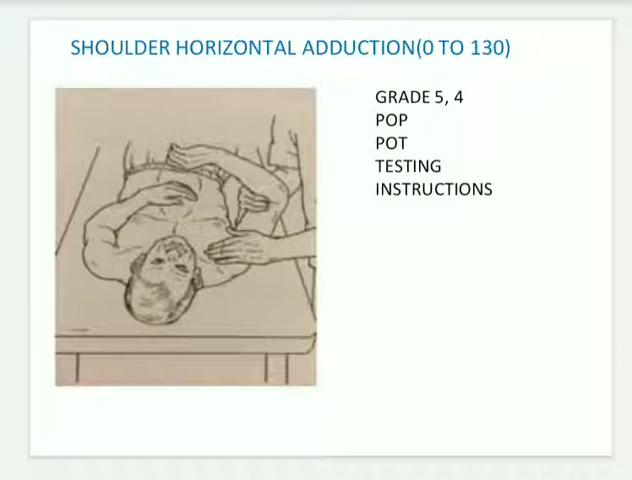 SHOULDER HORIZONTAL ADDUCTION(0 TO 130)
GRADE 5, 4
POP
POT
TESTING
INSTRUCTIONS